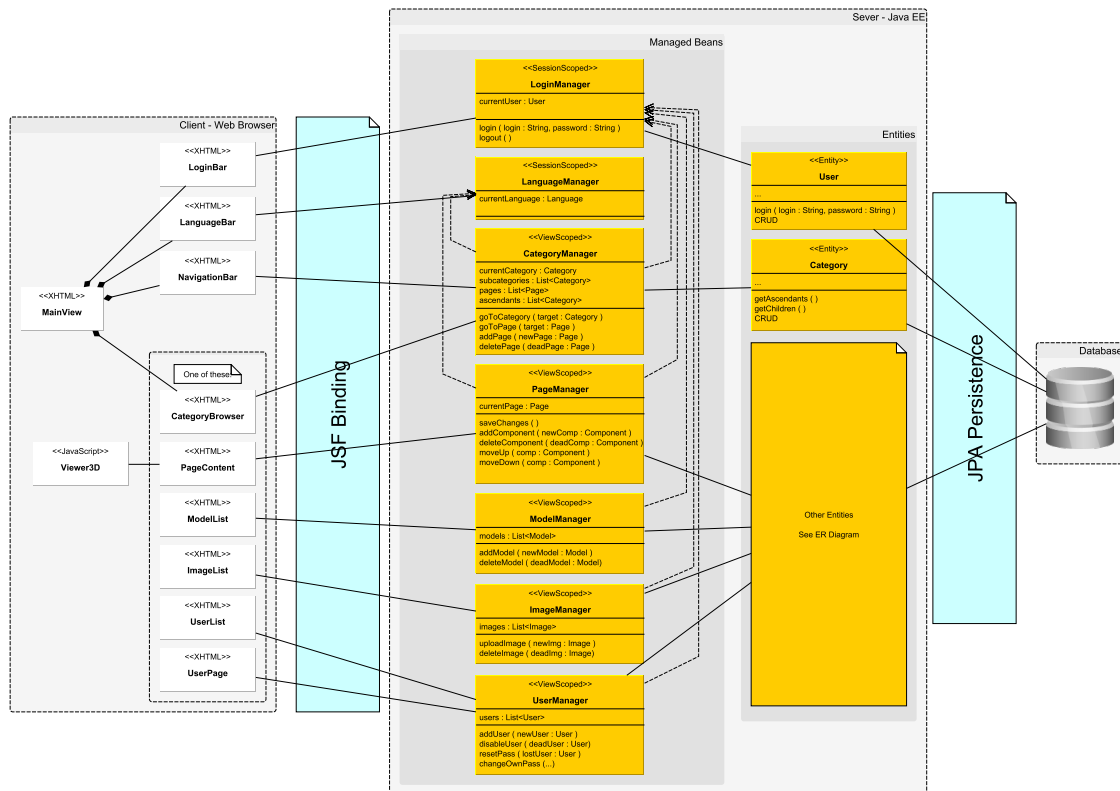 Sever - Java EE
Managed Beans
<<SessionScoped>>
LoginManager
currentUser : User
login ( login : String, password : String )
logout ( )
<<SessionScoped>>
LanguageManager
currentLanguage : Language
<<ViewScoped>>
CategoryManager
currentCategory : Category
subcategories : List<Category>
pages : List<Page>
ascendants : List<Category>
goToCategory ( target : Category )
goToPage ( target : Page )
addPage ( newPage : Page )
deletePage ( deadPage : Page )
<<ViewScoped>>
PageManager
currentPage : Page
saveChanges ( )
addComponent ( newComp : Component )
deleteComponent ( deadComp : Component )
moveUp ( comp : Component )
moveDown ( comp : Component )
<<ViewScoped>>
ModelManager
models : List<Model>
addModel ( newModel : Model )
deleteModel ( deadModel : Model)
<<ViewScoped>>
ImageManager
images : List<Image>
uploadImage ( newImg : Image )
deleteImage ( deadImg : Image)
<<ViewScoped>>
UserManager
users : List<User>
addUser ( newUser : User )
disableUser ( deadUser : User)
resetPass ( lostUser : User )
changeOwnPass (...)
Client - Web Browser
<<XHTML>>
LoginBar
<<XHTML>>
LanguageBar
<<XHTML>>
NavigationBar
<<XHTML>>
MainView
One of these
<<XHTML>>
CategoryBrowser
<<JavaScript>>
Viewer3D
<<XHTML>>
PageContent
<<XHTML>>
ModelList
<<XHTML>>
ImageList
<<XHTML>>
UserList
<<XHTML>>
UserPage
JSF Binding
Entities
<<Entity>>
User
...
login ( login : String, password : String )
CRUD
<<Entity>>
Category
...
getAscendants ( )
getChildren ( )
CRUD
Other Entities
See ER Diagram
JPA Persistence
Database